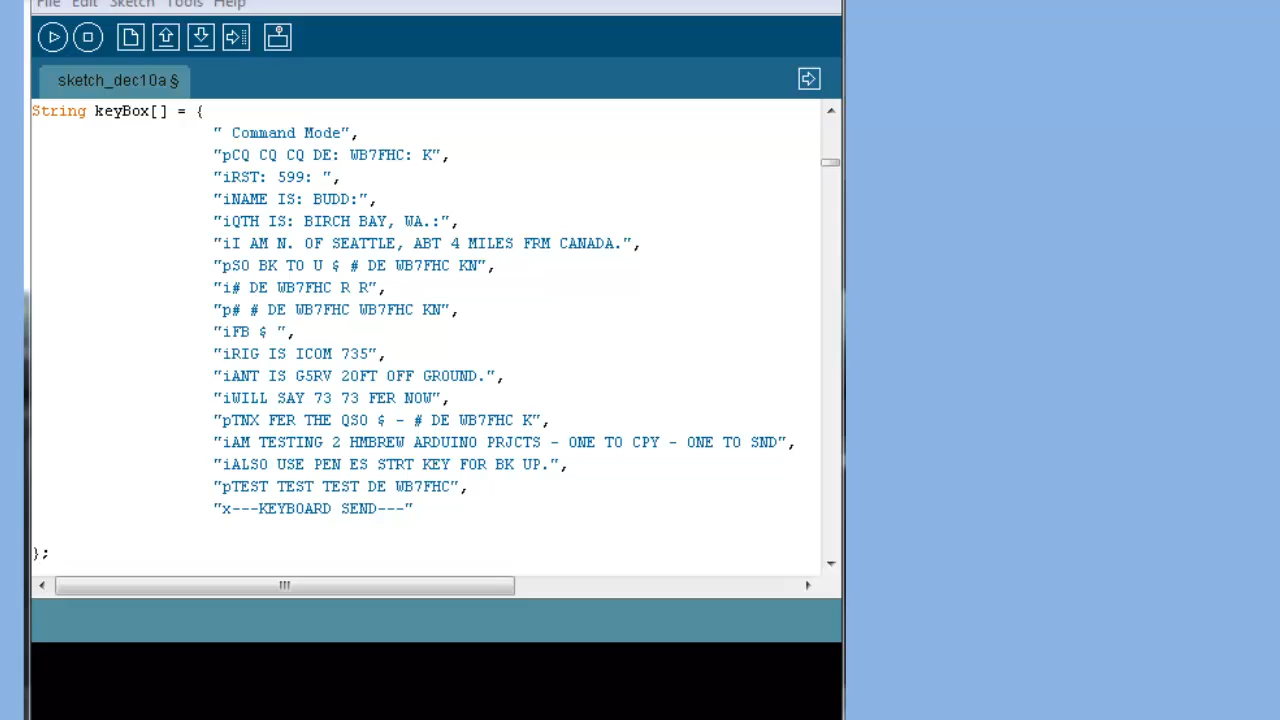 File Edit Sketch Tools Help
sketch_dec10a §
String keyBox[] = {
" Command Mode",
"pCQ CQ CQ DE: WB7FHC: K",
"iRST: 599: ",
"iNAME IS: BUDD:",
"iQTH IS: BIRCH BAY, WA.:",
"iI AM N. OF SEATTLE, ABT 4 MILES FRM CANADA.",
"pSO BK TO U $ # DE WB7FHC KN",
"i# DE WB7FHC R R",
"p# # DE WB7FHC WB7FHC KN",
"iFB $ ",
"iRIG IS ICOM 735",
"iANT IS G5RV 20FT OFF GROUND.",
"iWILL SAY 73 73 FER NOW",
"pTNX FER THE QSO $ - # DE WB7FHC K",
"iAM TESTING 2 HMBREW ARDUINO PRJCTS - ONE TO CPY - ONE TO SND",
"iALSO USE PEN ES STRT KEY FOR BK UP.",
"pTEST TEST TEST DE WB7FHC",
"x---KEYBOARD SEND---"
};